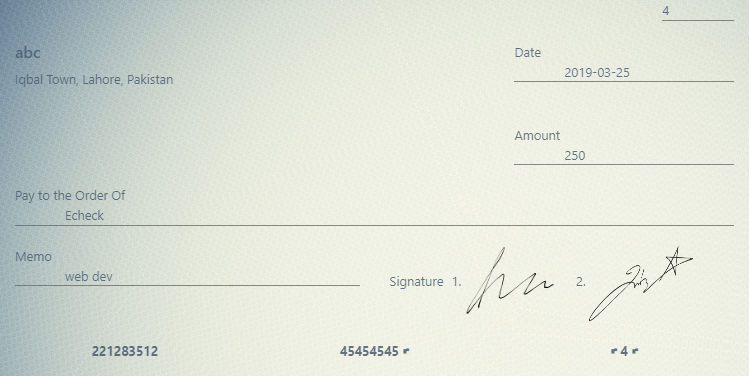 4
abc
Iqbal Town, Lahore, Pakistan
Date
2019-03-25
Amount
250
Pay to the Order Of
Echeck
Memo
web dev
Signature 1. 2.
221283512 45454545 ⑈ ⑈ 4 ⑈